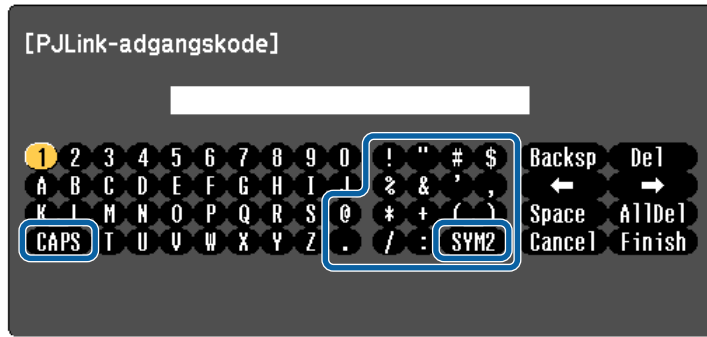 [PJLink-adgangskode]
1 2 3 4 5 6 7 8 9 0 ! " # $ Backsp Del
A B C D E F G H I J % & ' , ← →
K L M N O P Q R S @ * + ( ) Space AllDel
CAPS T U V W X Y Z . / : SYM2 Cancel Finish